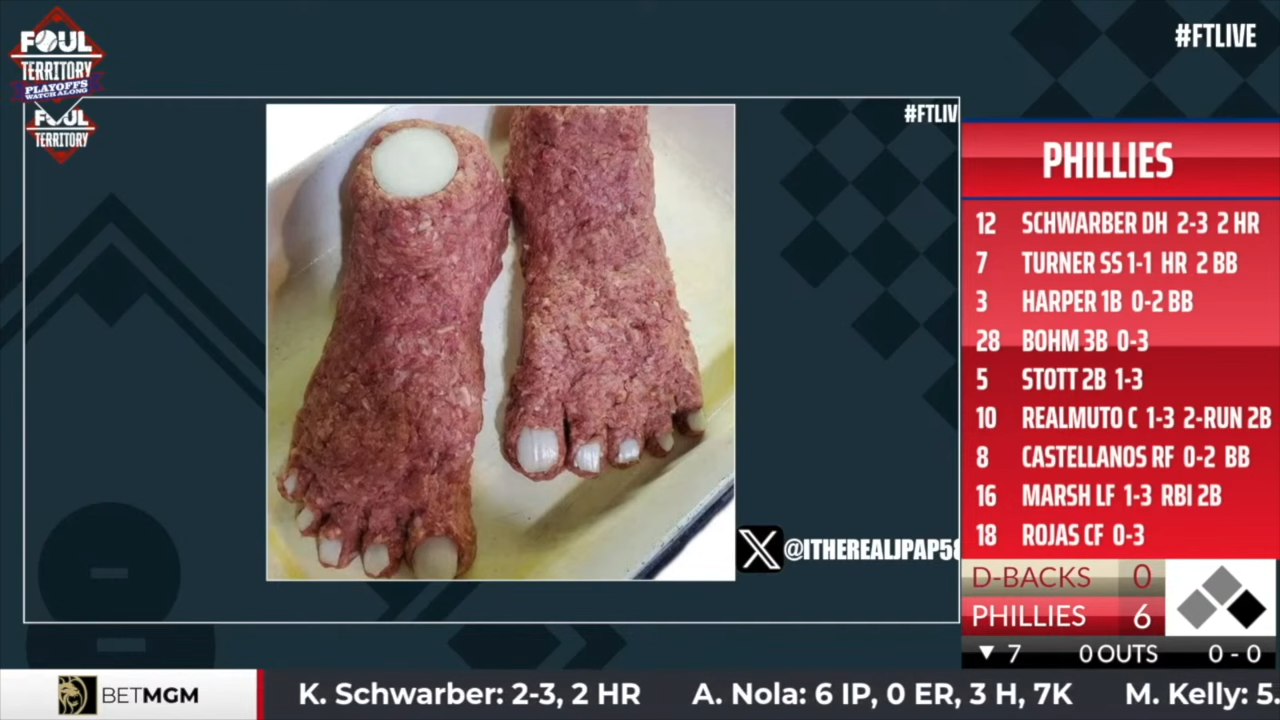 FOUL
TERRITORY
PLAYOFFS
WATCH ALONG
FOUL
TERRITORY
#FTLIVE
#FTLIV
@ITHEREALJPAP58
PHILLIES
12 SCHWARBER DH 2-3 2 HR
7 TURNER SS 1-1 HR 2 BB
3 HARPER 1B 0-2 BB
28 BOHM 3B 0-3
5 STOTT 2B 1-3
10 REALMUTO C 1-3 2-RUN 2B
8 CASTELLANOS RF 0-2 BB
16 MARSH LF 1-3 RBI 2B
18 ROJAS CF 0-3
D-BACKS 0
PHILLIES 6
▼ 7 0 OUTS 0 - 0
BETMGM K. Schwarber: 2-3, 2 HR A. Nola: 6 IP, 0 ER, 3 H, 7K M. Kelly: 5.